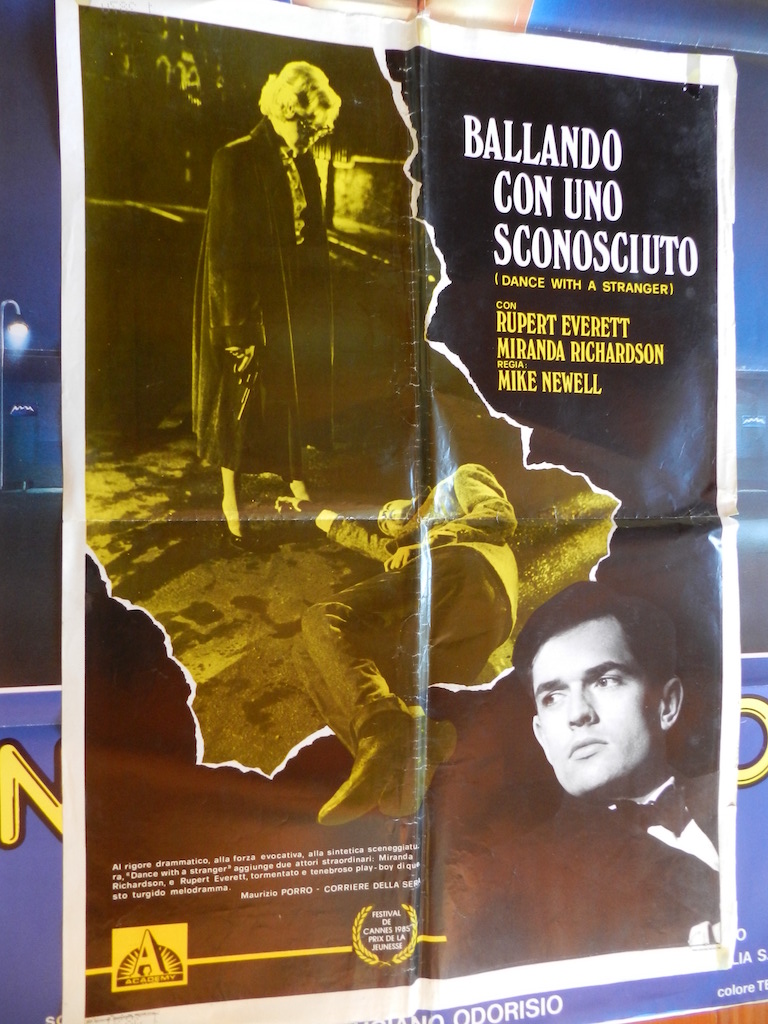 BALLANDO
CON UNO
SCONOSCIUTO
(DANCE WITH A STRANGER)
CON
RUPERT EVERETT
MIRANDA RICHARDSON
REGIA:
MIKE NEWELL
Al rigore drammatico, alla forza evocativa, alla sintetica sceneggiatu
ra, "Dance with a stranger" aggiunge due attori straordinari: Miranda
Richardson, e Rupert Everett, tormentato e tenebroso play-boy di que
sto turgido melodramma.
Maurizio PORRO - CORRIERE DELLA SERA
FESTIVAL
DE
CANNES 1985
PRIX DE LA
JEUNESSE
A
ACADEMY
N
O
LIA S
ODORISIO
colore TE